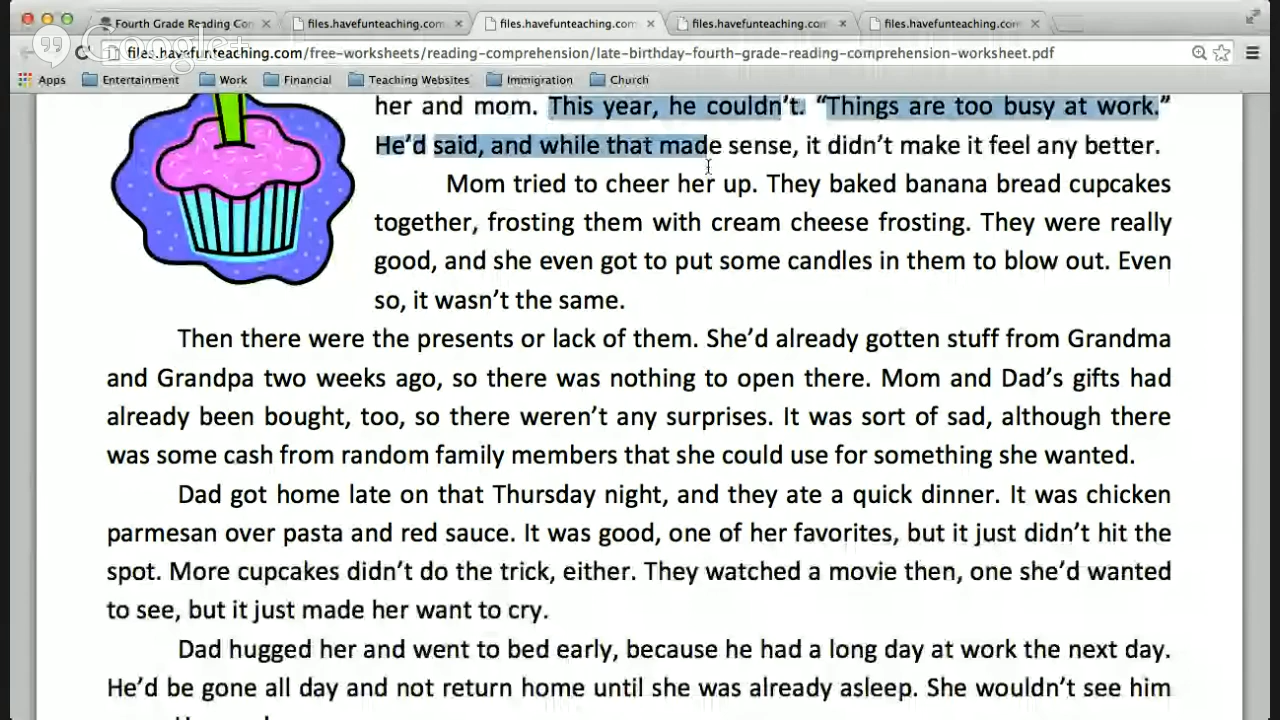 Fourth Grade Reading Co
files.havefunteaching.com
files.havefunteaching.com
files.havefunteaching.com
files.havefunteaching.com
Google+
files.havefunteaching.com/free-worksheets/reading-comprehension/late-birthday-fourth-grade-reading-comprehension-worksheet.pdf
Apps Entertainment Work Financial Teaching Websites Immigration Church
her and mom. This year, he couldn’t. “Things are too busy at work.”
He’d said, and while that made sense, it didn’t make it feel any better.
Mom tried to cheer her up. They baked banana bread cupcakes
together, frosting them with cream cheese frosting. They were really
good, and she even got to put some candles in them to blow out. Even
so, it wasn’t the same.
Then there were the presents or lack of them. She’d already gotten stuff from Grandma
and Grandpa two weeks ago, so there was nothing to open there. Mom and Dad’s gifts had
already been bought, too, so there weren’t any surprises. It was sort of sad, although there
was some cash from random family members that she could use for something she wanted.
Dad got home late on that Thursday night, and they ate a quick dinner. It was chicken
parmesan over pasta and red sauce. It was good, one of her favorites, but it just didn’t hit the
spot. More cupcakes didn’t do the trick, either. They watched a movie then, one she’d wanted
to see, but it just made her want to cry.
Dad hugged her and went to bed early, because he had a long day at work the next day.
He’d be gone all day and not return home until she was already asleep. She wouldn’t see him